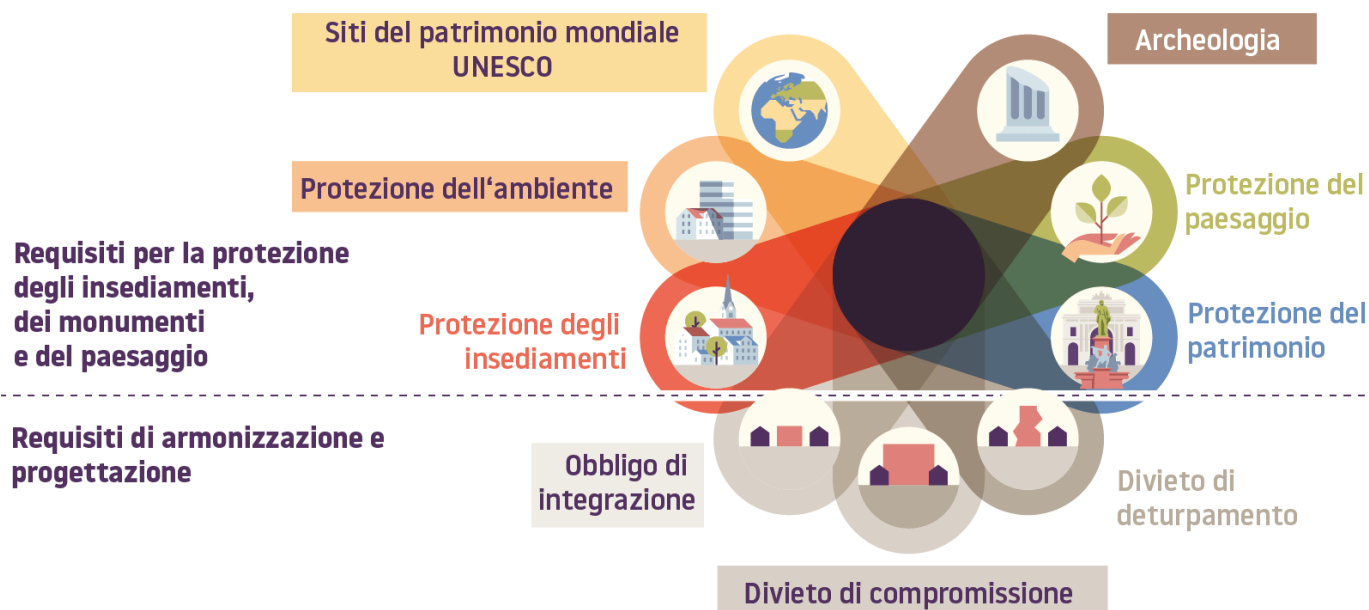 Siti del patrimonio mondiale
UNESCO
Archeologia
Protezione dell‘ambiente
Protezione del
paesaggio
Requisiti per la protezione
degli insediamenti,
dei monumenti
e del paesaggio
Protezione degli
insediamenti
Protezione del
patrimonio
Requisiti di armonizzazione e
progettazione
Obbligo di
integrazione
Divieto di
deturpamento
Divieto di compromissione